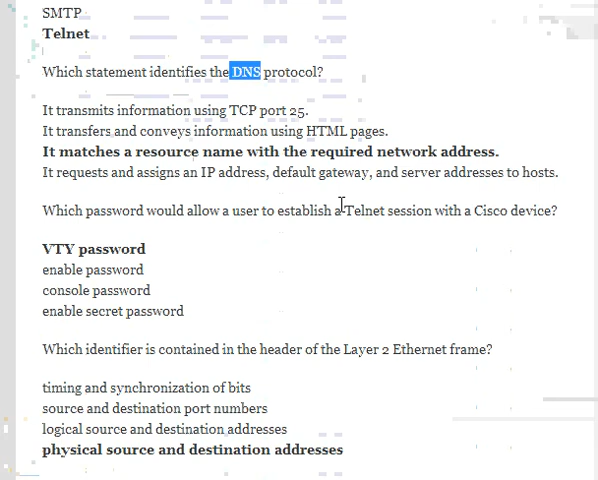 SMTP
Telnet
Which statement identifies the DNS protocol?
It transmits information using TCP port 25.
It transfers and conveys information using HTML pages.
It matches a resource name with the required network address.
It requests and assigns an IP address, default gateway, and server addresses to hosts.
Which password would allow a user to establish a Telnet session with a Cisco device?
VTY password
enable password
console password
enable secret password
Which identifier is contained in the header of the Layer 2 Ethernet frame?
timing and synchronization of bits
source and destination port numbers
logical source and destination addresses
physical source and destination addresses